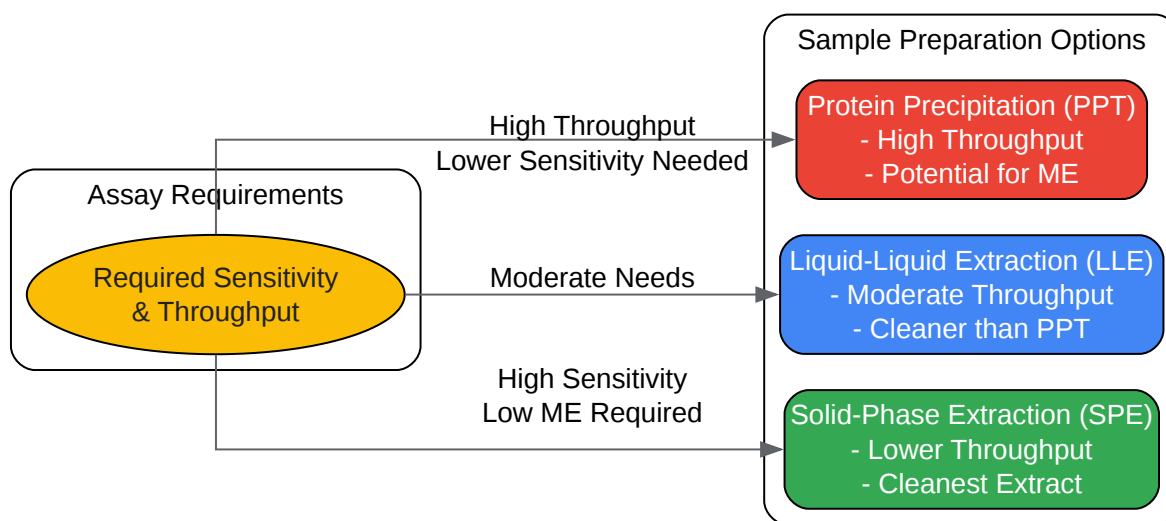 Sample Preparation Options
Protein Precipitation (PPT)
- High Throughput
- Potential for ME
High Throughput
Lower Sensitivity Needed
Assay Requirements
Required Sensitivity
& Throughput
Moderate Needs
Liquid-Liquid Extraction (LLE)
- Moderate Throughput
- Cleaner than PPT
High Sensitivity
Low ME Required
Solid-Phase Extraction (SPE)
- Lower Throughput
- Cleanest Extract